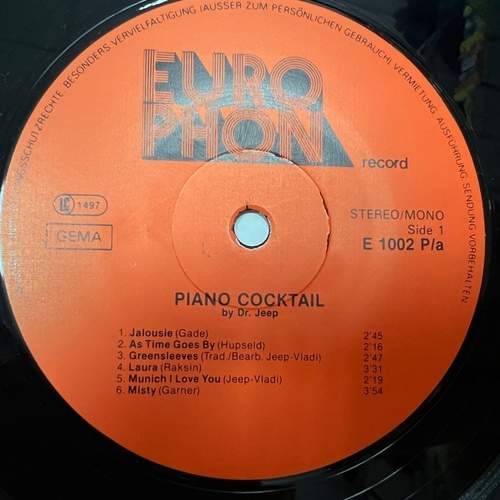 NGSSCHUTZRECHTE BESONDERS VERVIELFÄLTIGUNG (AUSSER ZUM PERSÖNLICHEN GEBRAUCH) VERMIETUNG AUFFÜHRUNG SENDUNG VORBEHALTEN
EURO
PHON
record
LC 1497
GEMA
STEREO/MONO
Side 1
E 1002 P/a
PIANO COCKTAIL
by Dr. Jeep
1. Jalousie (Gade) 2'45
2. As Time Goes By (Hupseld) 2'16
3. Greensleeves (Trad./Bearb. Jeep-Vladi) 2'47
4. Laura (Raksin) 3'31
5. Munich I Love You (Jeep-Vladi) 2'19
6. Misty (Garner) 3'54